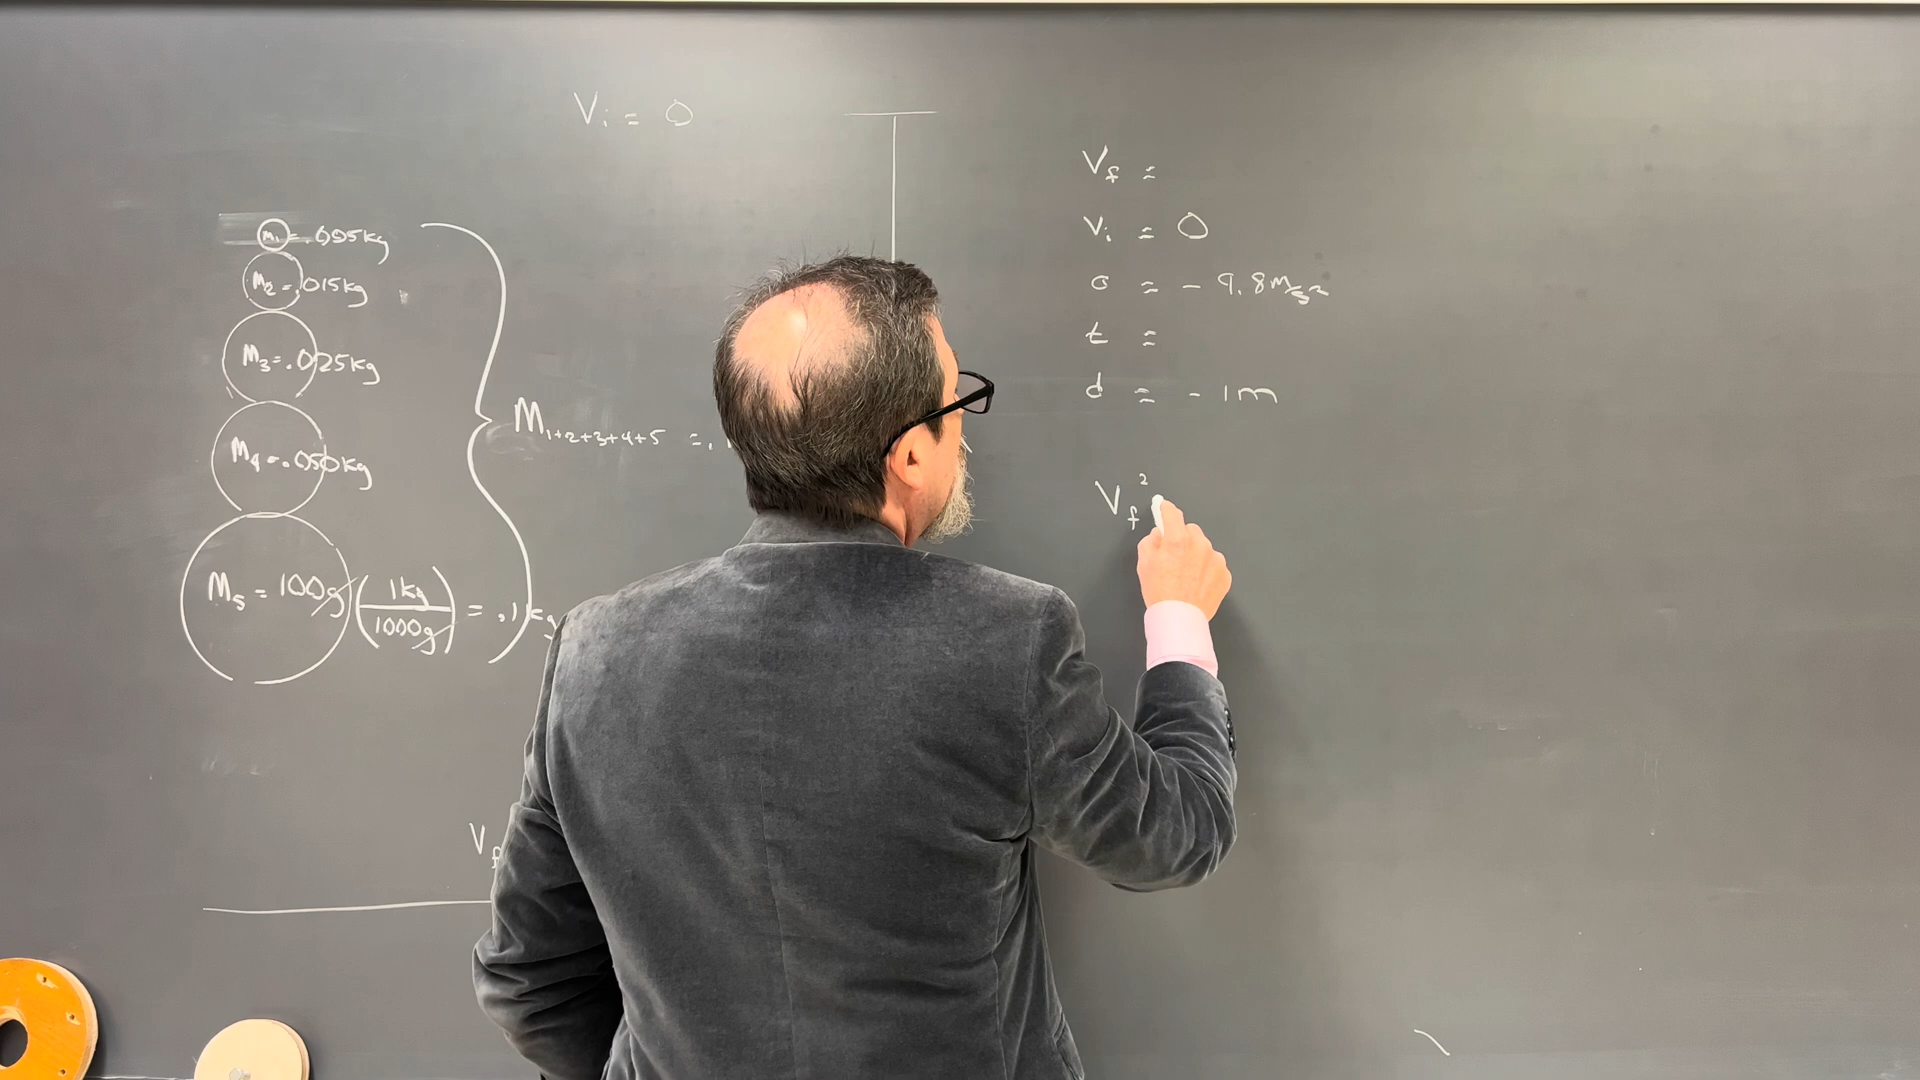 Vi = 0
M1 = .005kg
M2 = .015kg
M3 = .025kg
M4 = .050kg
M5 = 100g (1kg/1000g) = .1kg
M1+2+3+4+5 = .
Vf
Vf =
Vi = 0
a = - 9.8m/s2
t =
d = - 1m
Vf²